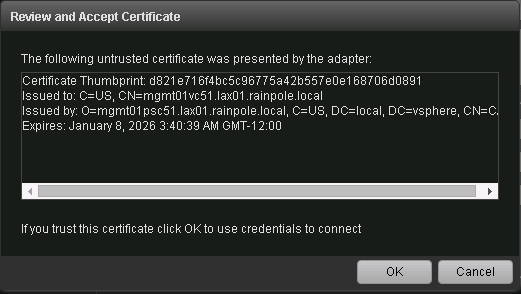 Review and Accept Certificate
The following untrusted certificate was presented by the adapter:
Certificate Thumbprint: d821e716f4bc5c96775a42b557e0e168706d0891
Issued to: C=US, CN=mgmt01vc51.lax01.rainpole.local
Issued by: O=mgmt01psc51.lax01.rainpole.local, C=US, DC=local, DC=vsphere, CN=C
Expires: January 8, 2026 3:40:39 AM GMT-12:00
If you trust this certificate click OK to use credentials to connect
OK Cancel